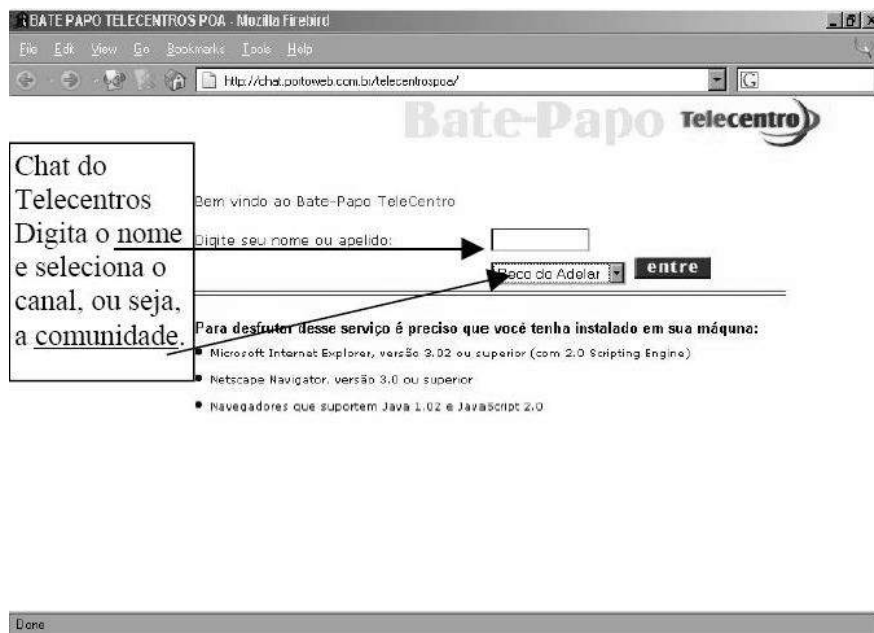 BATE PAPO TELECENTROS POA - Mozilla Firebird
File Edit View Go Bookmarks Tools Help
http://chat.portoweb.com.br/telecentrospoa/
G
Bate-Papo Telecentro
Chat do
Telecentros
Digita o nome
e seleciona o
canal, ou seja,
a comunidade.
Bem vindo ao Bate-Papo TeleCentro
Digite seu nome ou apelido:
Beco do Adelar
entre
Para desfrutar desse serviço é preciso que você tenha instalado em sua máquna:
Microsoft Internet Explorer, versão 3.02 ou superior (com 2.0 Scripting Engine)
Netscape Navigator. versão 3.0 ou superior
Navegadores que suportem Java 1.02 e JavaScript 2.0
Done